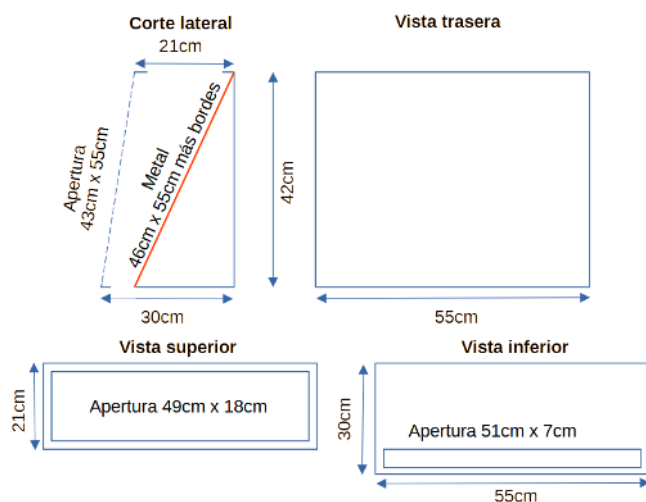 Corte lateral
21cm
Vista trasera
Apertura
43cm x 55cm
Metal
46cm x 55cm más bordes
42cm
30cm
55cm
Vista superior
21cm
Apertura 49cm x 18cm
Vista inferior
30cm
Apertura 51cm x 7cm
55cm